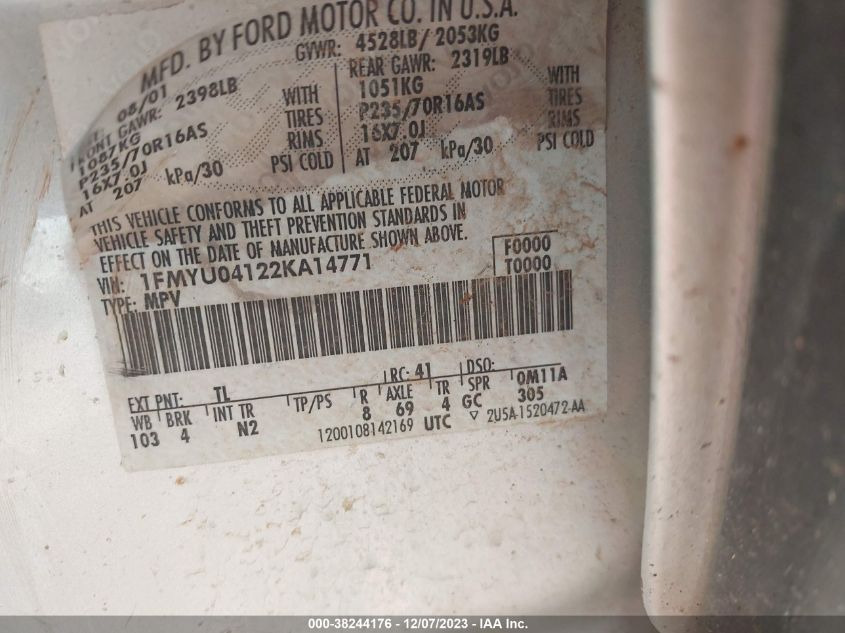 MFD. BY FORD MOTOR CO. IN U.S.A.
08/01 GVWR: 4528LB/ 2053KG
FRONT GAWR: 2398LB REAR GAWR: 2319LB
1087KG WITH 1051KG WITH
P235/70R16AS TIRES P235/70R16AS TIRES
16X7.0J RIMS 16X7.0J RIMS
AT 207 kPa/30 PSI COLD AT 207 kPa/30 PSI COLD
THIS VEHICLE CONFORMS TO ALL APPLICABLE FEDERAL MOTOR
VEHICLE SAFETY AND THEFT PREVENTION STANDARDS IN
EFFECT ON THE DATE OF MANUFACTURE SHOWN ABOVE.
VIN: 1FMYU04122KA14771 F0000
TYPE: MPV T0000
EXT PNT: TL RC: 41 DSO:
WB BRK INT TR TP/PS R AXLE TR SPR 0M11A
103 4 N2 8 69 4 GC 305
1200108142169 UTC ▽ 2U5A-1520472-AA
000-38244176 - 12/07/2023 - IAA Inc.